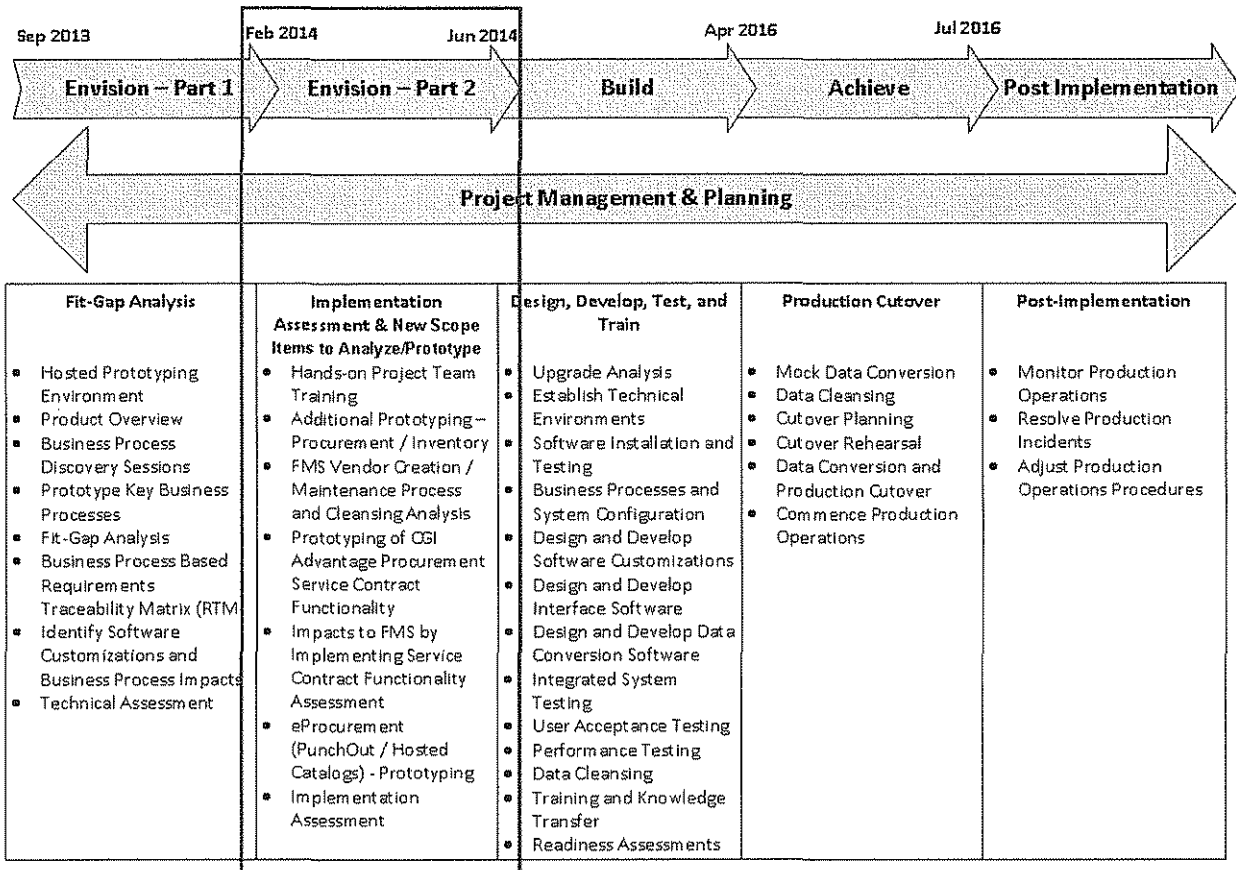 Sep 2013
Feb 2014
Jun 2014
Apr 2016
Jul 2016
Envision – Part 1
Envision – Part 2
Build
Achieve
Post Implementation
Project Management & Planning
Fit-Gap Analysis
• Hosted Prototyping
Environment
• Product Overview
• Business Process
Discovery Sessions
• Prototype Key Business
Processes
• Fit-Gap Analysis
• Business Process Based
Requirements
Traceability Matrix (RTM
• Identify Software
Customizations and
Business Process Impacts
• Technical Assessment
Implementation
Assessment & New Scope
Items to Analyze/Prototype
• Hands-on Project Team
Training
• Additional Prototyping –
Procurement / Inventory
• FMS Vendor Creation /
Maintenance Process
and Cleansing Analysis
• Prototyping of CGI
Advantage Procurement
Service Contract
Functionality
• Impacts to FMS by
Implementing Service
Contract Functionality
Assessment
• eProcurement
(PunchOut / Hosted
Catalogs) - Prototyping
• Implementation
Assessment
Design, Develop, Test, and
Train
• Upgrade Analysis
• Establish Technical
Environments
• Software Installation and
Testing
• Business Processes and
System Configuration
• Design and Develop
Software Customizations
• Design and Develop
Interface Software
• Design and Develop Data
Conversion Software
• Integrated System
Testing
• User Acceptance Testing
• Performance Testing
• Data Cleansing
• Training and Knowledge
Transfer
• Readiness Assessments
Production Cutover
• Mock Data Conversion
• Data Cleansing
• Cutover Planning
• Cutover Rehearsal
• Data Conversion and
Production Cutover
• Commence Production
Operations
Post-Implementation
• Monitor Production
Operations
• Resolve Production
Incidents
• Adjust Production
Operations Procedures